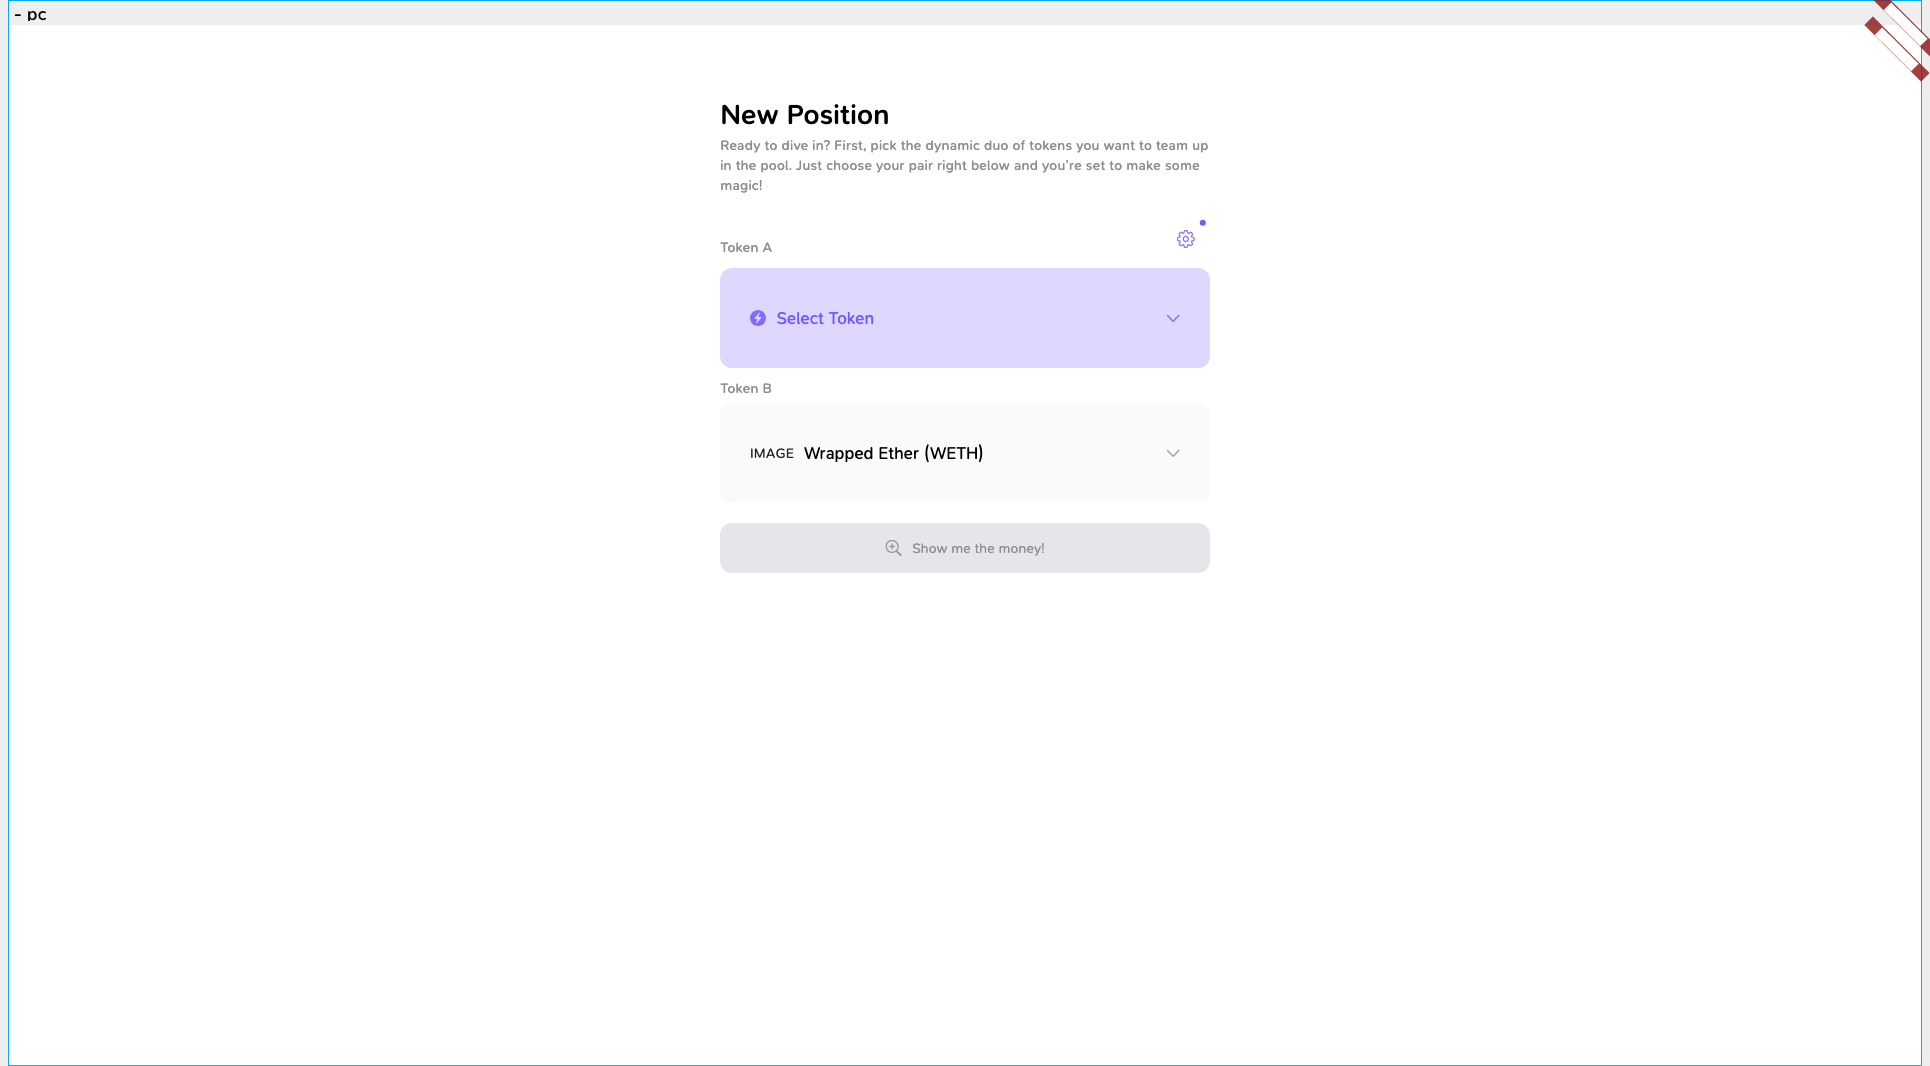 - pc
New Position
Ready to dive in? First, pick the dynamic duo of tokens you want to team up
in the pool. Just choose your pair right below and you're set to make some
magic!
Token A
Select Token
Token B
IMAGE Wrapped Ether (WETH)
Show me the money!